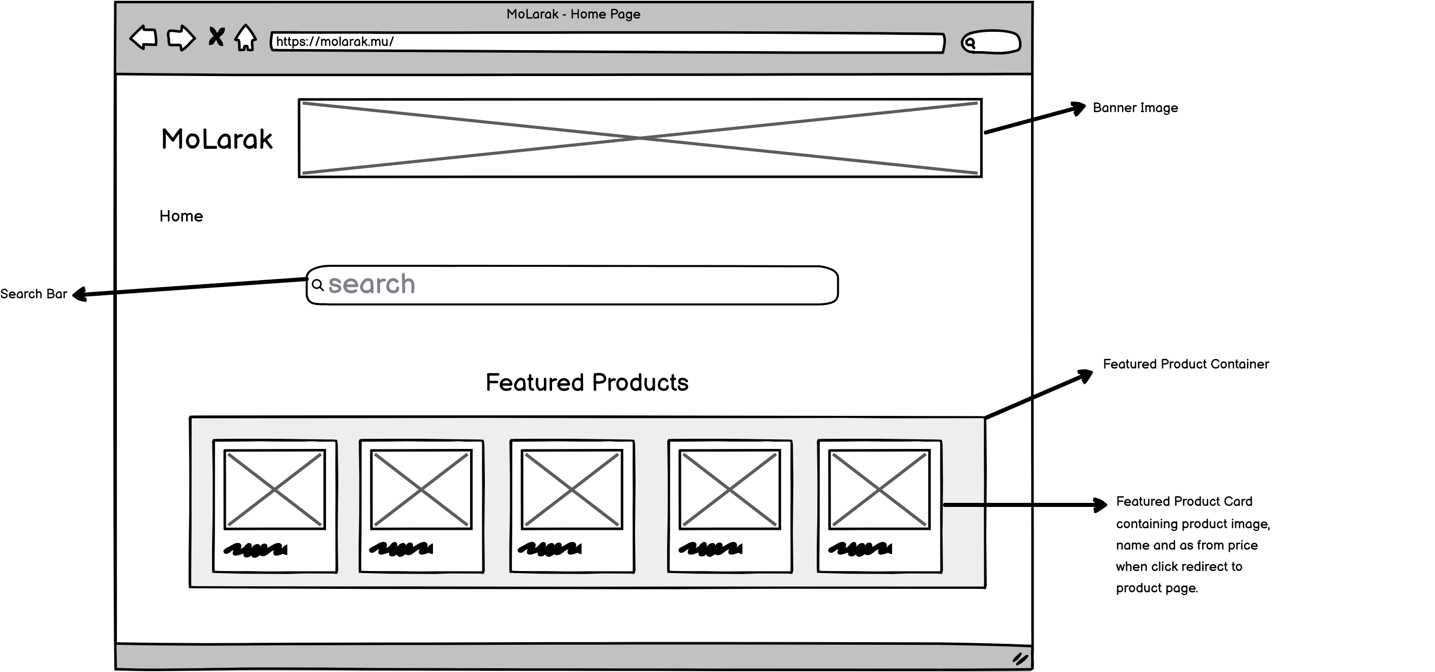 MoLarak - Home Page
https://molarak.mu/
MoLarak
Banner Image
Home
search
Search Bar
Featured Product Container
Featured Products
Featured Product Card
containing product image,
name and as from price
when click redirect to
product page.